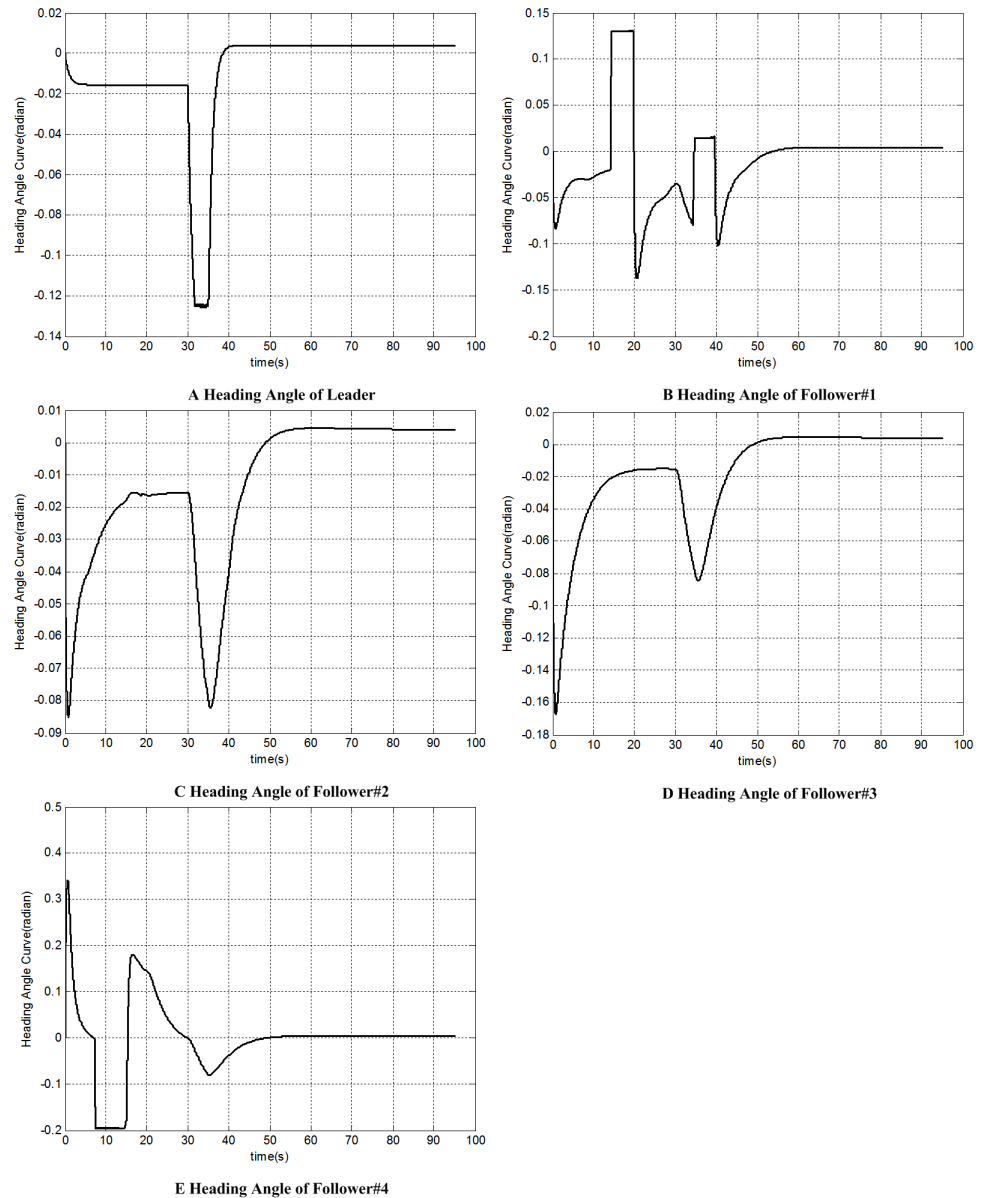 0.02
0
-0.02
-0.04
-0.06
-0.08
-0.1
-0.12
-0.14
Heading Angle Curve(radian)
0 10 20 30 40 50 60 70 80 90 100
time(s)
A Heading Angle of Leader
0.15
0.1
0.05
0
-0.05
-0.1
-0.15
-0.2
Heading Angle Curve(radian)
0 10 20 30 40 50 60 70 80 90 100
time(s)
B Heading Angle of Follower#1
0.01
0
-0.01
-0.02
-0.03
-0.04
-0.05
-0.06
-0.07
-0.08
-0.09
Heading Angle Curve(radian)
0 10 20 30 40 50 60 70 80 90 100
time(s)
C Heading Angle of Follower#2
0.02
0
-0.02
-0.04
-0.06
-0.08
-0.1
-0.12
-0.14
-0.16
-0.18
Heading Angle Curve(radian)
0 10 20 30 40 50 60 70 80 90 100
time(s)
D Heading Angle of Follower#3
0.5
0.4
0.3
0.2
0.1
0
-0.1
-0.2
Heading Angle Curve(radian)
0 10 20 30 40 50 60 70 80 90 100
time(s)
E Heading Angle of Follower#4